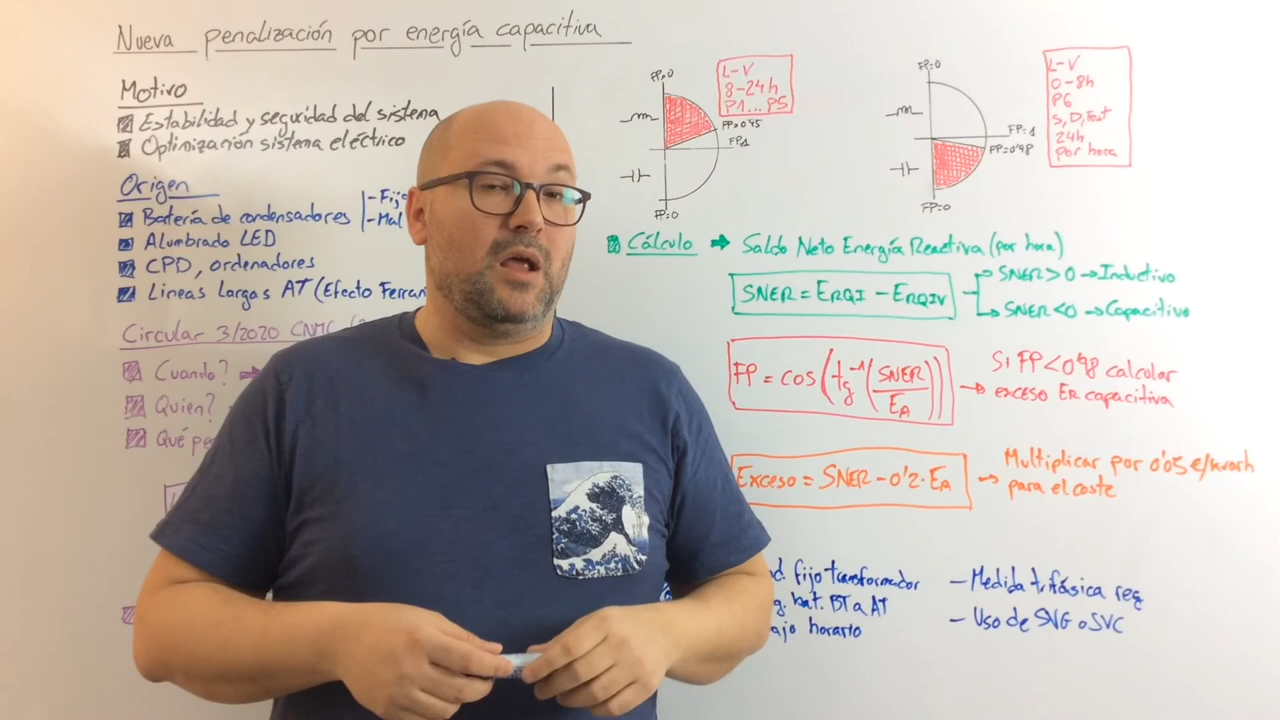 Nueva penalización por energía capacitiva
Motivo
Estabilidad y seguridad del sistema
Optimización sistema eléctrico
Origen
Batería de condensadores
Alumbrado LED
CPD, ordenadores
Lineas Largas AT (Efecto Ferran
Circular 3/2020 CNMC
Cuando?
Quien?
Qué
FP=0
L-V
8-24h
P1...P5
FP=0'95
FP1
FP=0
FP=0
L-V
0-8h
P6
S, D, Fest
24h
por hora
FP=1
FP=0'98
FP=0
Cálculo → Saldo Neto Energía Reactiva (por hora)
SNER = ERQI - ERQIV
SNER>0 → Inductivo
SNER<0 → Capacitivo
FP = cos(tg⁻¹(SNER/EA))
→ Si FP<0'98 calcular
exceso ER capacitiva
Exceso = SNER - 0'2·EA
→ Multiplicar por 0'05 €/kvarh
para el coste
d. fijo transformador
g. bat. BT a AT
ajo horario
- Medida trifásica req
- Uso de SVG o SVC